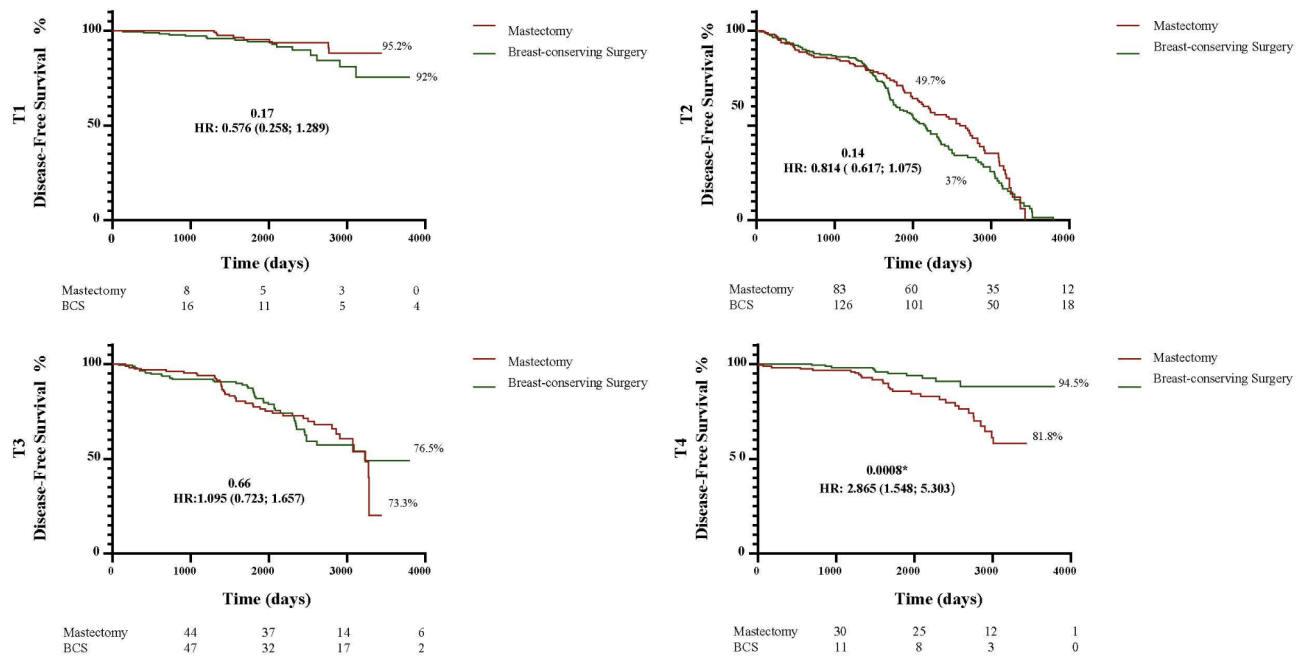 T1
Disease-Free Survival %
100
50
0
0 1000 2000 3000 4000
Time (days)
Mastectomy
Breast-conserving Surgery
95.2%
92%
0.17
HR: 0.576 (0.258; 1.289)
Mastectomy 8 5 3 0
BCS 16 11 5 4
T2
Disease-Free Survival %
100
50
0
0 1000 2000 3000 4000
Time (days)
Mastectomy
Breast-conserving Surgery
49.7%
37%
0.14
HR: 0.814 ( 0.617; 1.075)
Mastectomy 83 60 35 12
BCS 126 101 50 18
T3
Disease-Free Survival %
100
50
0
0 1000 2000 3000 4000
Time (days)
Mastectomy
Breast-conserving Surgery
76.5%
73.3%
0.66
HR:1.095 (0.723; 1.657)
Mastectomy 44 37 14 6
BCS 47 32 17 2
T4
Disease-Free Survival %
100
50
0
0 1000 2000 3000 4000
Time (days)
Mastectomy
Breast-conserving Surgery
94.5%
81.8%
0.0008*
HR: 2.865 (1.548; 5.303)
Mastectomy 30 25 12 1
BCS 11 8 3 0